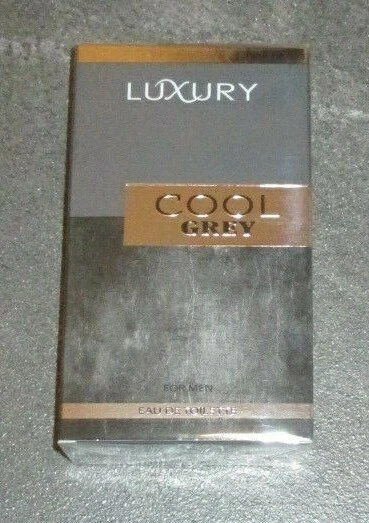 LUXURY
COOL
GREY
FOR MEN
EAU DE TOILETTE